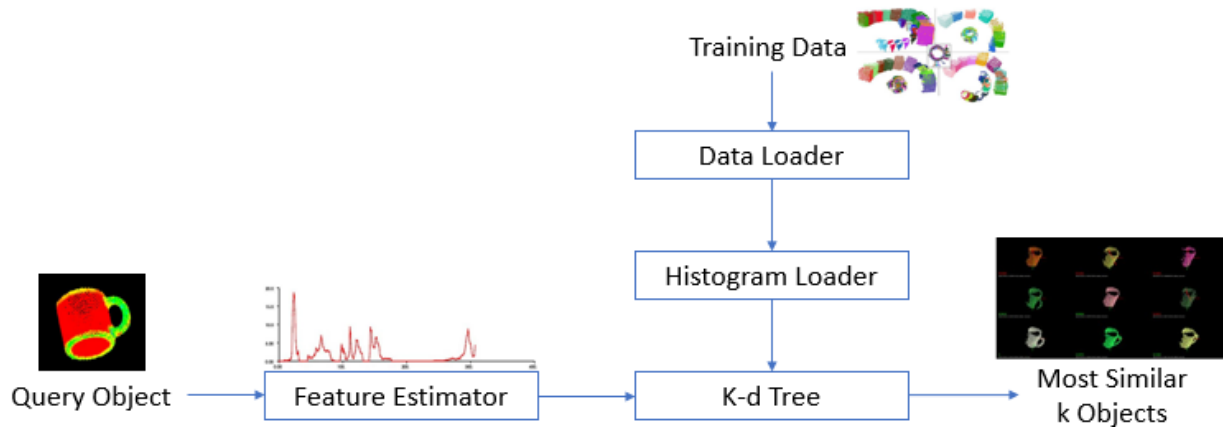 Training Data
Data Loader
Histogram Loader
Query Object
Feature Estimator
K-d Tree
Most Similar
k Objects